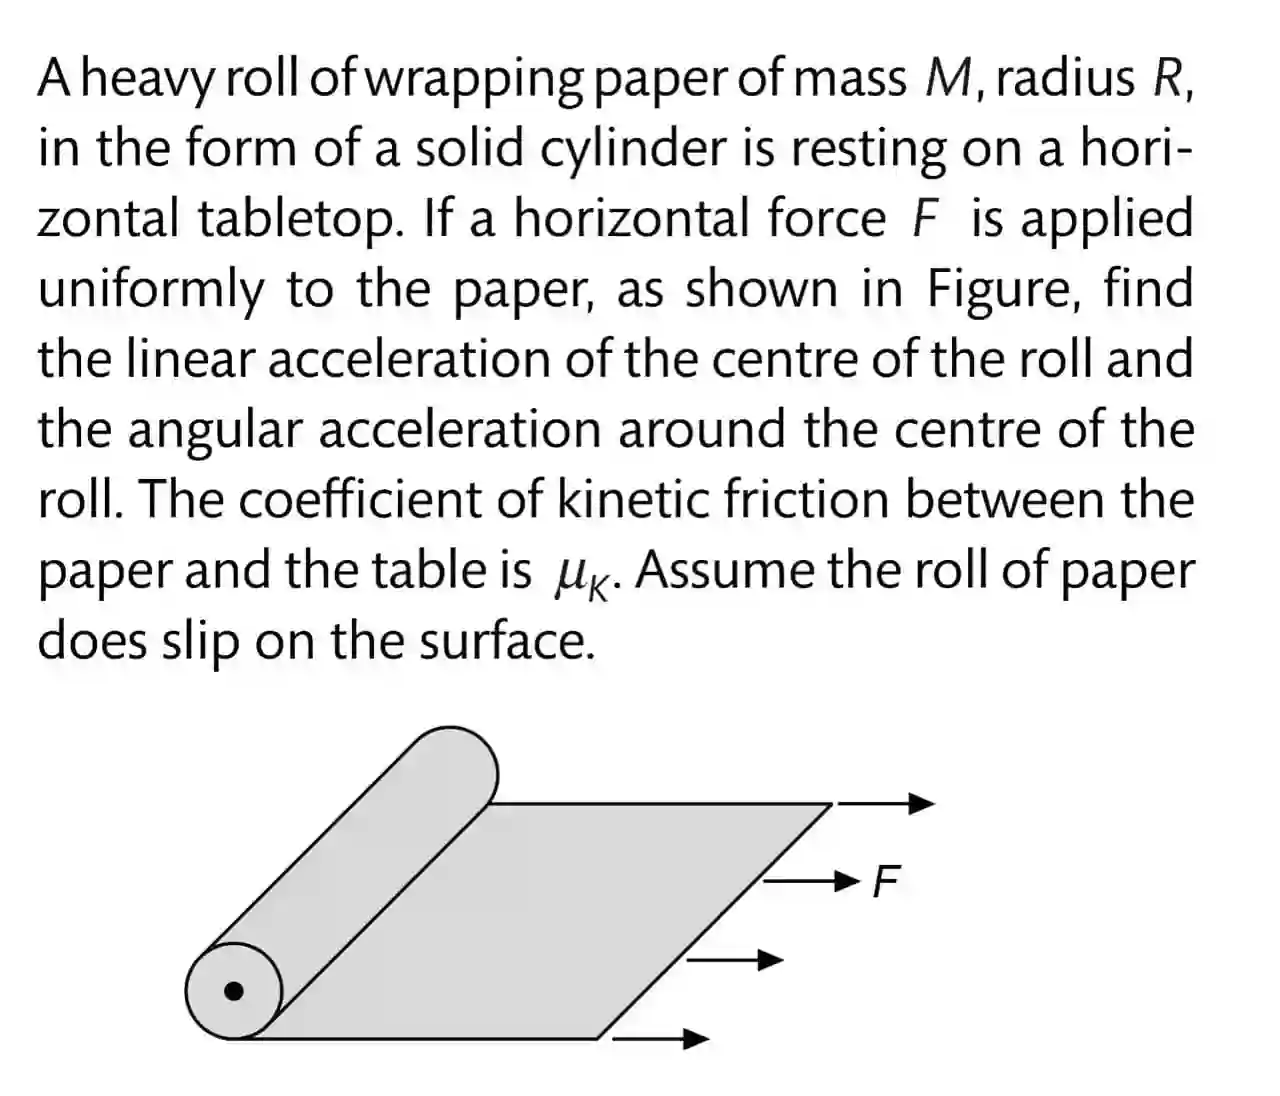 A heavy roll of wrapping paper of mass M, radius R,
in the form of a solid cylinder is resting on a hori-
zontal tabletop. If a horizontal force F is applied
uniformly to the paper, as shown in Figure, find
the linear acceleration of the centre of the roll and
the angular acceleration around the centre of the
roll. The coefficient of kinetic friction between the
paper and the table is μK. Assume the roll of paper
does slip on the surface.
F